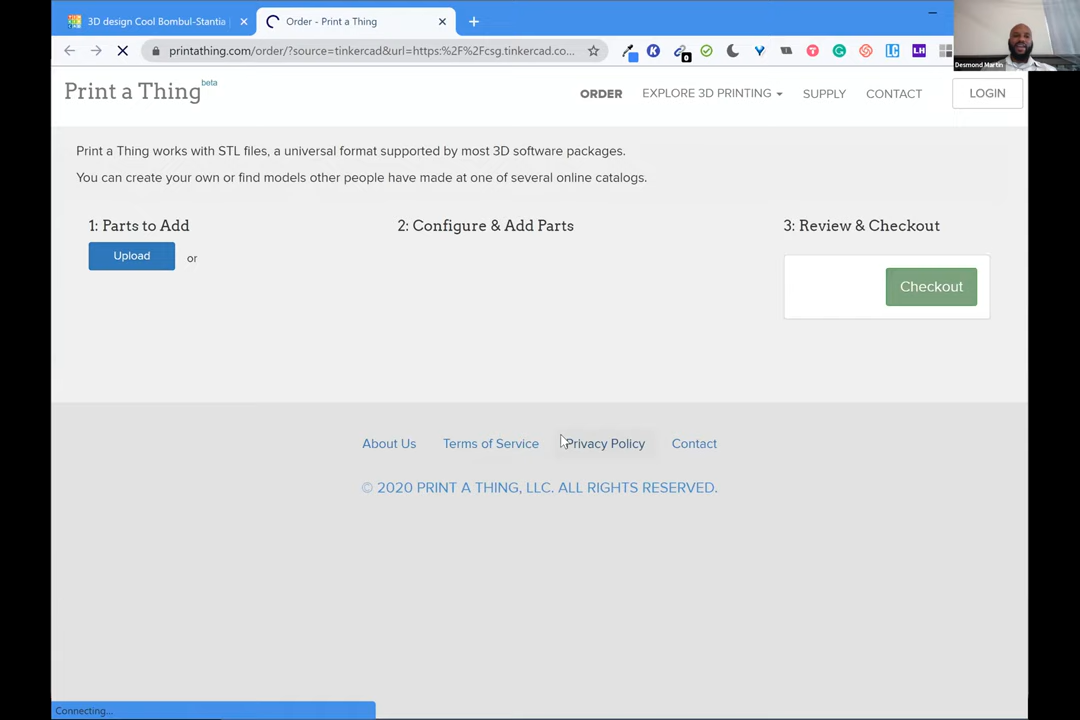 3D design Cool Bombul-Stantia
Order - Print a Thing
printathing.com/order/?source=tinkercad&url=https:%2F%2Fcsg.tinkercad.co...
Desmond Martin
Print a Thing beta
ORDER
EXPLORE 3D PRINTING
SUPPLY
CONTACT
LOGIN
Print a Thing works with STL files, a universal format supported by most 3D software packages.
You can create your own or find models other people have made at one of several online catalogs.
1: Parts to Add
2: Configure & Add Parts
3: Review & Checkout
Upload
or
Checkout
About Us
Terms of Service
Privacy Policy
Contact
© 2020 PRINT A THING, LLC. ALL RIGHTS RESERVED.
Connecting...